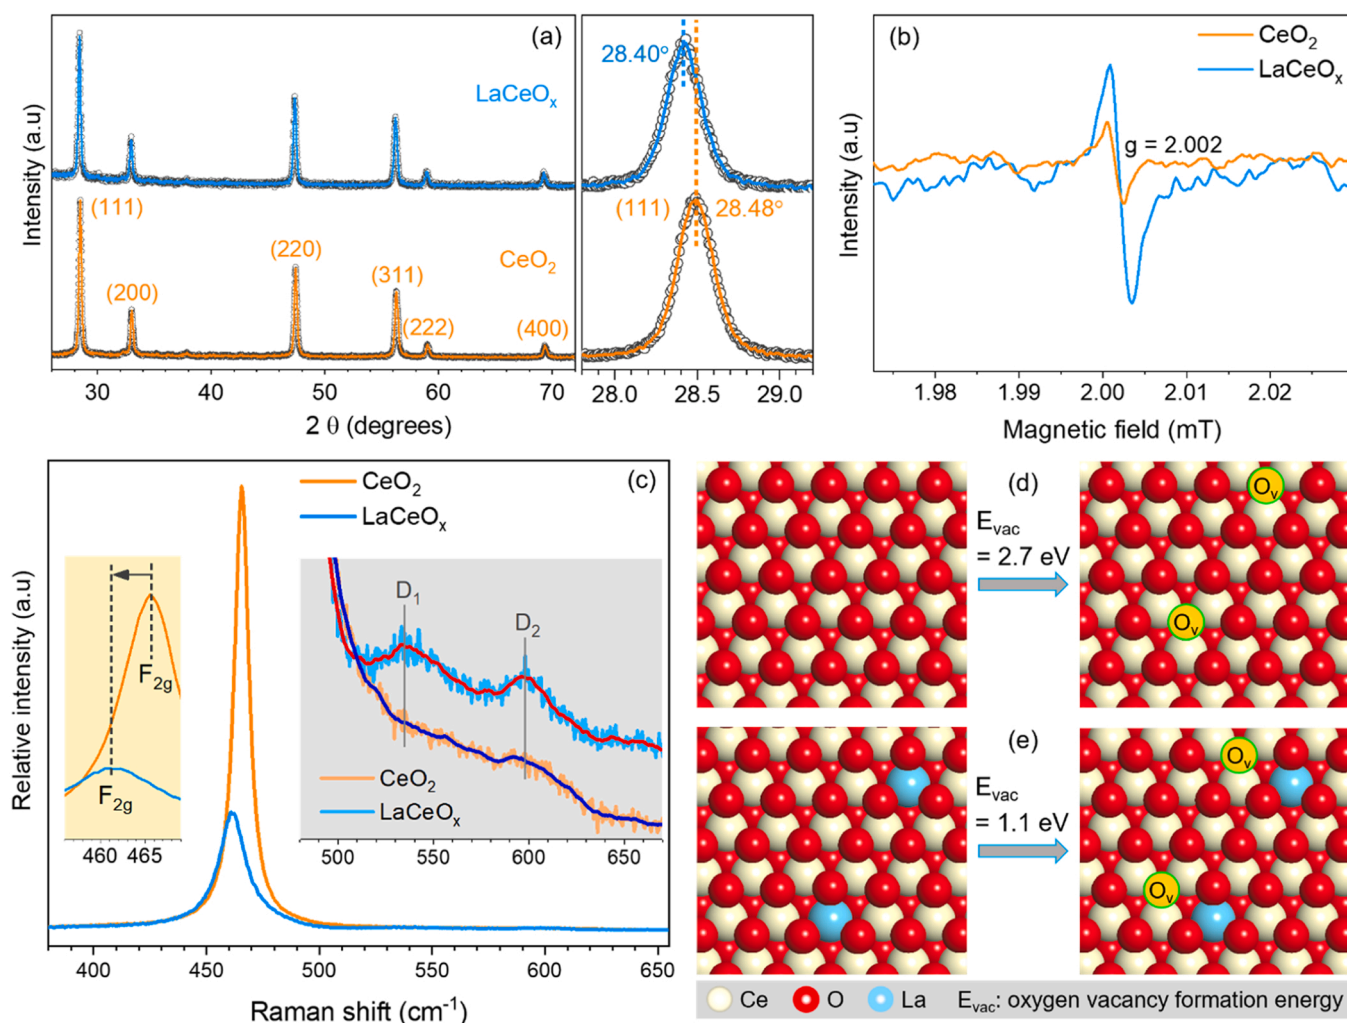 (a)
LaCeOₓ
(111)
(200)
(220)
(311)
(222)
(400)
CeO₂
Intensity (a.u)
30 40 50 60 70
2 θ (degrees)
28.40°
(111) 28.48°
28.0 28.5 29.0
(b)
CeO₂
LaCeOₓ
g = 2.002
Intensity (a.u)
1.98 1.99 2.00 2.01 2.02
Magnetic field (mT)
(c)
CeO₂
LaCeOₓ
F2g
F2g
460 465
D₁
D₂
CeO₂
LaCeOₓ
500 550 600 650
Relative intensity (a.u)
400 450 500 550 600 650
Raman shift (cm⁻¹)
(d)
Evac
= 2.7 eV
Oᵥ
Oᵥ
(e)
Evac
= 1.1 eV
Oᵥ
Oᵥ
Ce O La Evac: oxygen vacancy formation energy